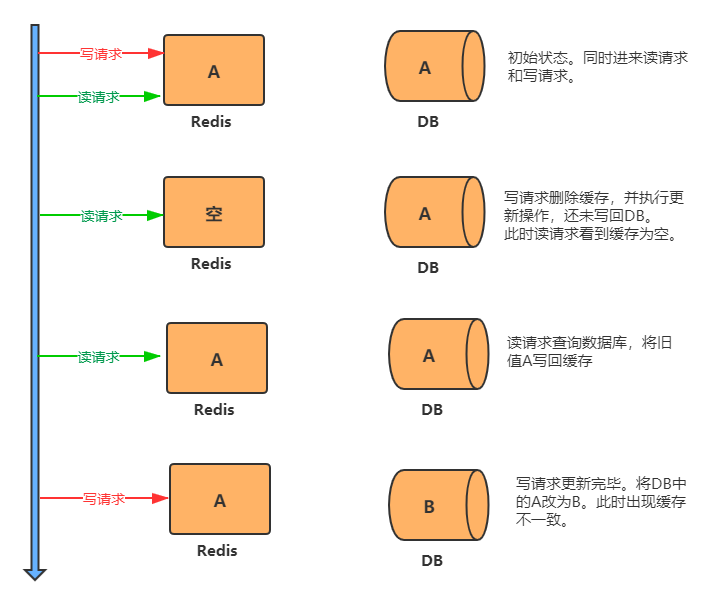 写请求
A
A
初始状态。同时进来读请求
和写请求。
读请求
Redis
DB
读请求
空
A
写请求删除缓存，并执行更
新操作，还未写回DB。
此时读请求看到缓存为空。
Redis
DB
读请求
A
A
读请求查询数据库，将旧
值A写回缓存
Redis
DB
写请求
A
B
写请求更新完毕。将DB中
的A改为B。此时出现缓存
不一致。
Redis
DB